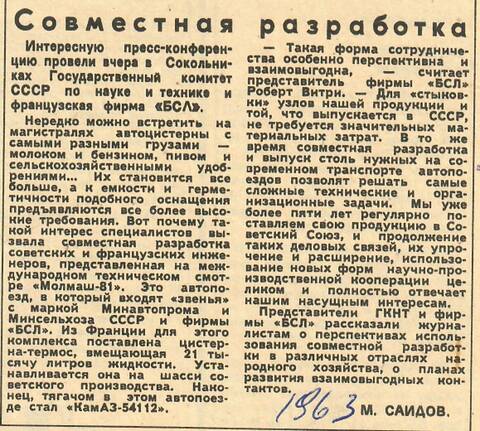 Совместная разработка
Интересную пресс-конферен-
цию провели вчера в Сокольни-
ках Государственный комитет
СССР по науке и технике и
французская фирма «БСЛ».
Нередко можно встретить на
магистралях автоцистерны с
самыми разными грузами —
молоком и бензином, пивом и
сельскохозяйственными удоб-
рениями... Их становится все
больше, а к емкости и герме-
тичности подобного оснащения
предъявляются все более высо-
кие требования. Вот почему та-
кой интерес специалистов вы-
звала совместная разработка
советских и французских инже-
неров, представленная на меж-
дународном техническом смот-
ре «Молмаш-81». Это автопо-
езд, в который входят «звенья»
с маркой Минавтопрома и
Минсельхоза СССР и фирмы
«БСЛ». Из Франции для этого
комплекса поставлена цистер-
на-термос, вмещающая 21 ты-
сячу литров жидкости. Уста-
навливается она на шасси со-
ветского производства. Нако-
нец, тягачом в этом автопоез-
де стал «КамАЗ-54112».
— Такая форма сотрудниче-
ства особенно перспективна и
взаимовыгодна, — считает
представитель фирмы «БСЛ»
Роберт Витри. — Для «стыков-
ки» узлов нашей продукции и
той, что выпускается в СССР,
не требуется значительных ма-
териальных затрат. В то же
время совместная разработка
и выпуск столь нужных на со-
временном транспорте автопо-
ездов позволят решать самые
сложные технические и орга-
низационные задачи. Мы уже
более пяти лет регулярно по-
ставляем свою продукцию в Со-
ветский Союз, и продолжение
таких деловых связей, их упро-
чение и расширение, использо-
вание новых форм научно-про-
изводственной кооперации це-
ликом и полностью отвечает
нашим насущным интересам.
Представители ГКНТ и фир-
мы «БСЛ» рассказали журна-
листам о перспективах исполь-
зования совместной разработ-
ки в различных отраслях на-
родного хозяйства, о планах
развития взаимовыгодных кон-
тактов.
1963 М. САИДОВ.